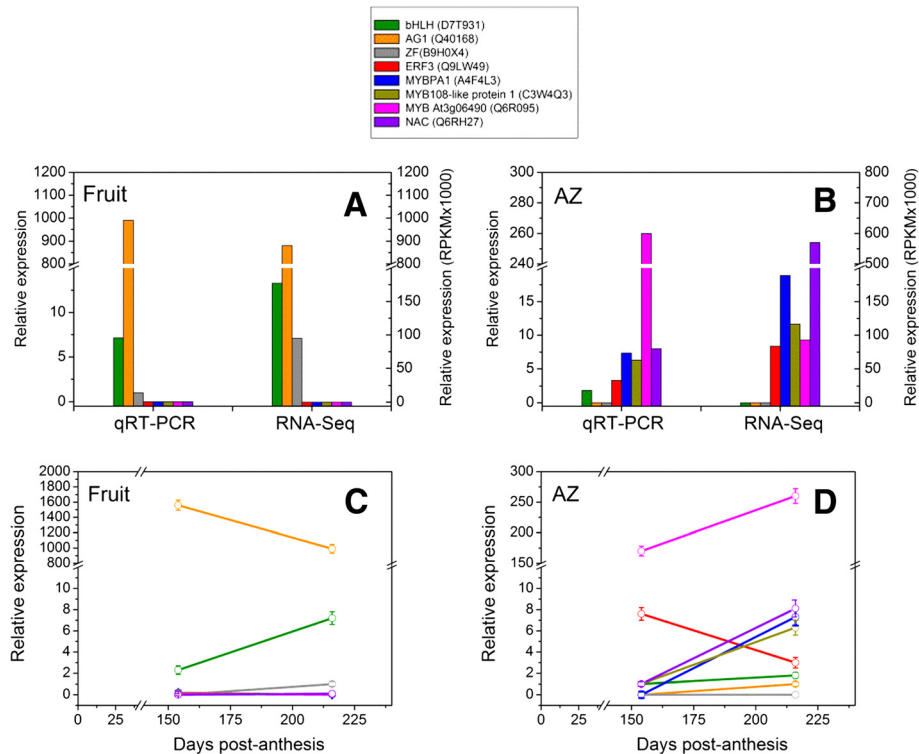 bHLH (D7T931)
AG1 (Q40168)
ZF(B9H0X4)
ERF3 (Q9LW49)
MYBPA1 (A4F4L3)
MYB108-like protein 1 (C3W4Q3)
MYB At3g06490 (Q6R095)
NAC (Q6RH27)
Fruit
A
Relative expression
1200
1100
1000
900
800
10
5
0
Relative expression (RPKMx1000)
1200
1100
1000
900
800
150
100
50
0
qRT-PCR
RNA-Seq
AZ
B
Relative expression
300
280
260
240
15
10
5
0
Relative expression (RPKMx1000)
800
700
600
500
150
100
50
0
qRT-PCR
RNA-Seq
Fruit
C
Relative expression
2000
1800
1600
1400
1200
1000
10
8
6
4
2
0
0
25
150
175
200
225
Days post-anthesis
AZ
D
Relative expression
300
250
200
150
10
8
6
4
2
0
0
25
150
175
200
225
Days post-anthesis